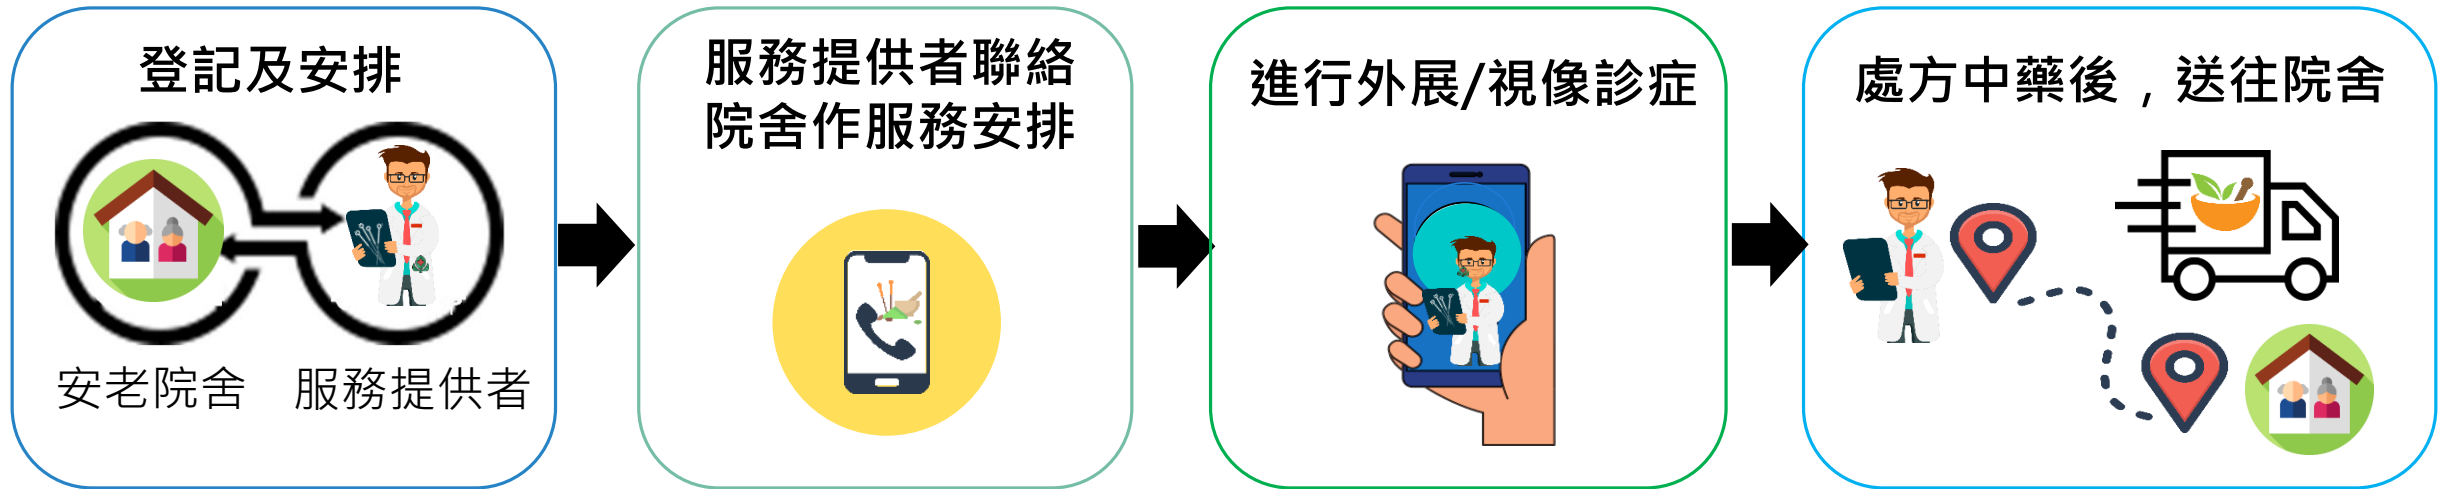 登記及安排
安老院舍
服務提供者
服務提供者聯絡
院舍作服務安排
進行外展/視像診症
處方中藥後，送往院舍